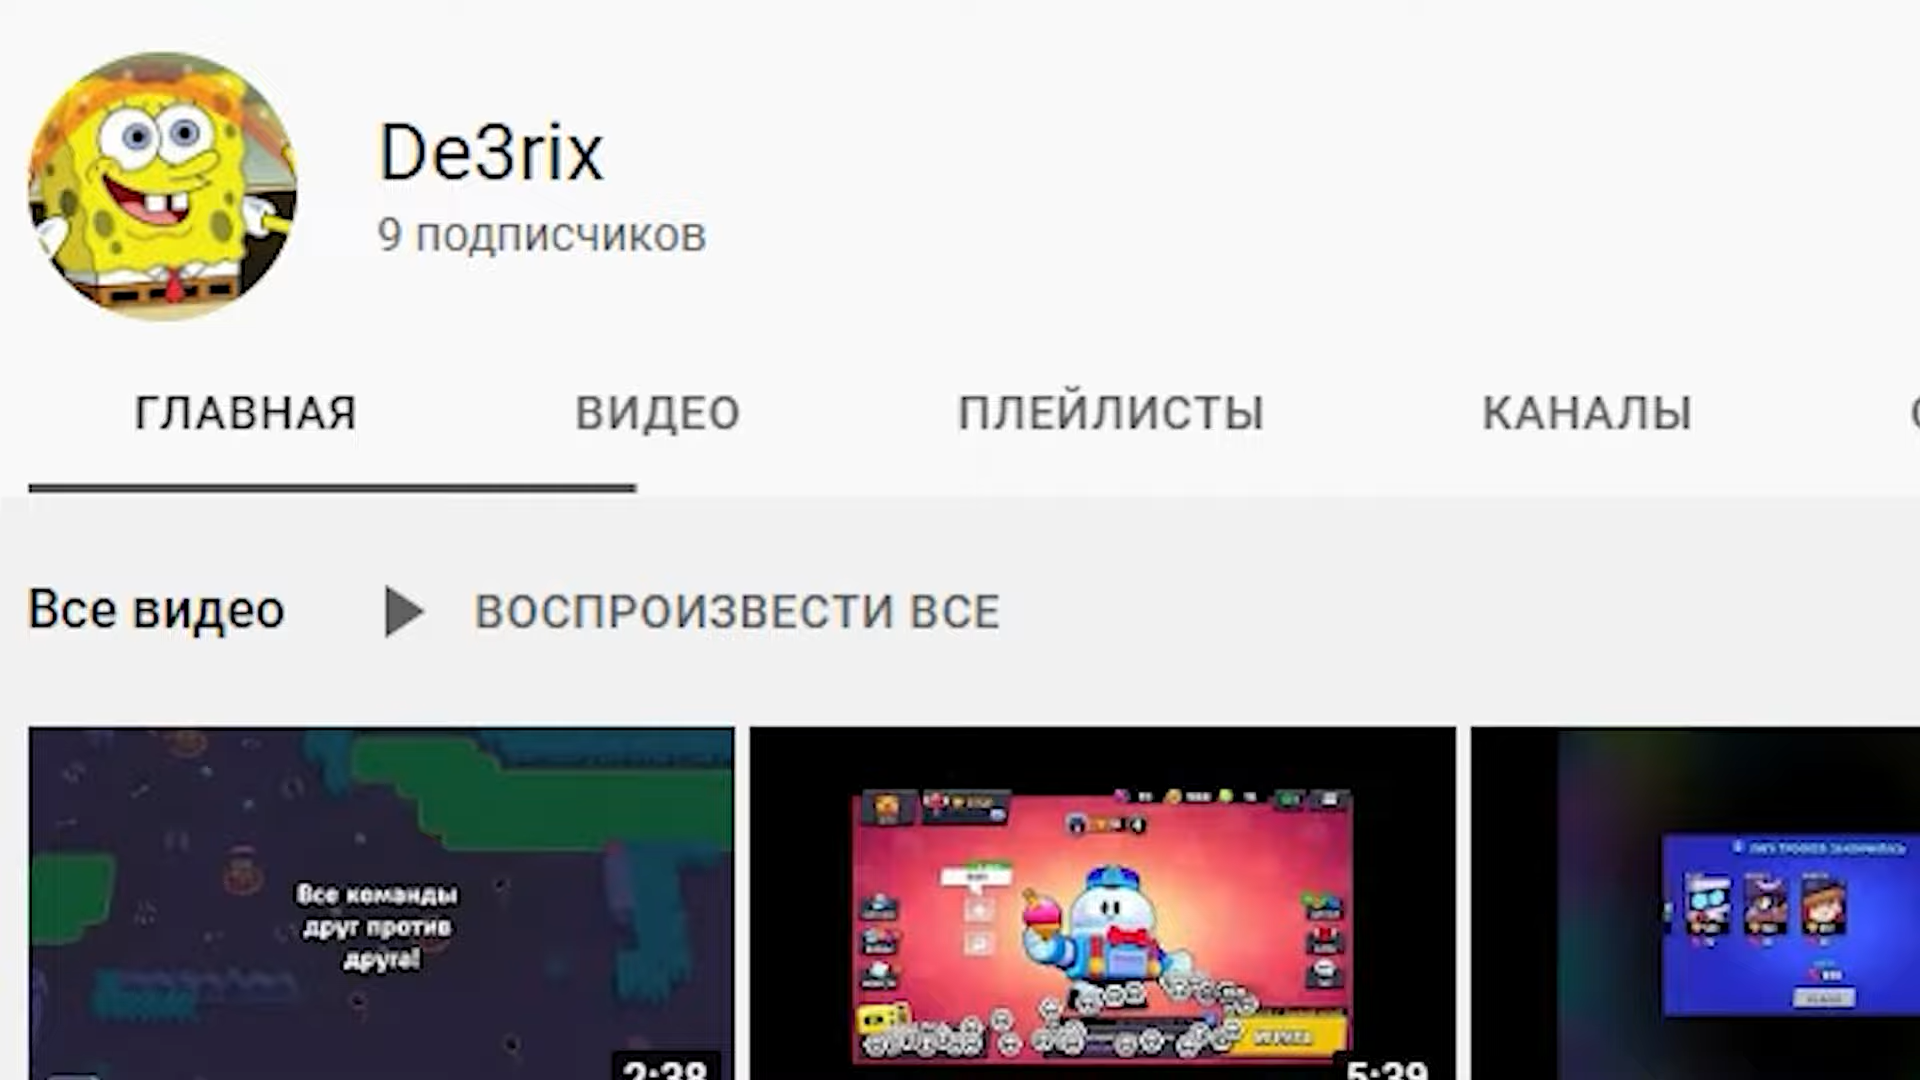 De3rix
9 подписчиков
ГЛАВНАЯ ВИДЕО ПЛЕЙЛИСТЫ КАНАЛЫ
Все видео ВОСПРОИЗВЕСТИ ВСЕ
Все команды
друг против
друга!
ИГРАТЬ
2:38 5:39